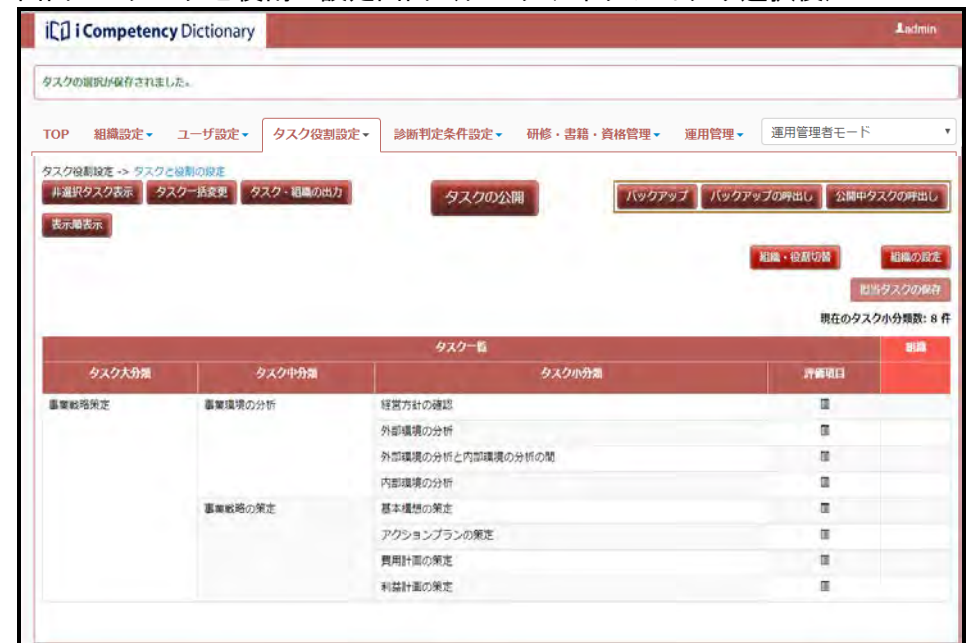 i Competency Dictionary
admin
タスクの選択が保存されました。
TOP 組織設定 ユーザ設定 タスク役割設定 診断判定条件設定 研修・書籍・資格管理 運用管理 運用管理者モード
タスク役割設定 -> タスクと役割の設定
非選択タスク表示 タスク一括変更 タスク・組織の出力 タスクの公開 バックアップ バックアップの呼出し 公開中タスクの呼出し
表示順表示
組織・役割切替 組織の設定
担当タスクの保存
現在のタスク小分類数: 8 件
タスク一覧 組織
タスク大分類 タスク中分類 タスク小分類 評価項目
事業戦略策定 事業環境の分析 経営方針の確認
外部環境の分析
外部環境の分析と内部環境の分析の間
内部環境の分析
事業戦略の策定 基本構想の策定
アクションプランの策定
費用計画の策定
利益計画の策定